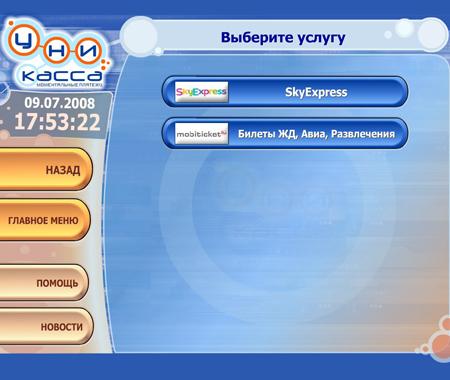 Выберите услугу
УНИ
касса
МОМЕНТАЛЬНЫЕ ПЛАТЕЖИ
09.07.2008
17:53:22
SkyExpress SkyExpress
mobiticket Билеты ЖД, Авиа, Развлечения
НАЗАД
ГЛАВНОЕ МЕНЮ
ПОМОЩЬ
НОВОСТИ